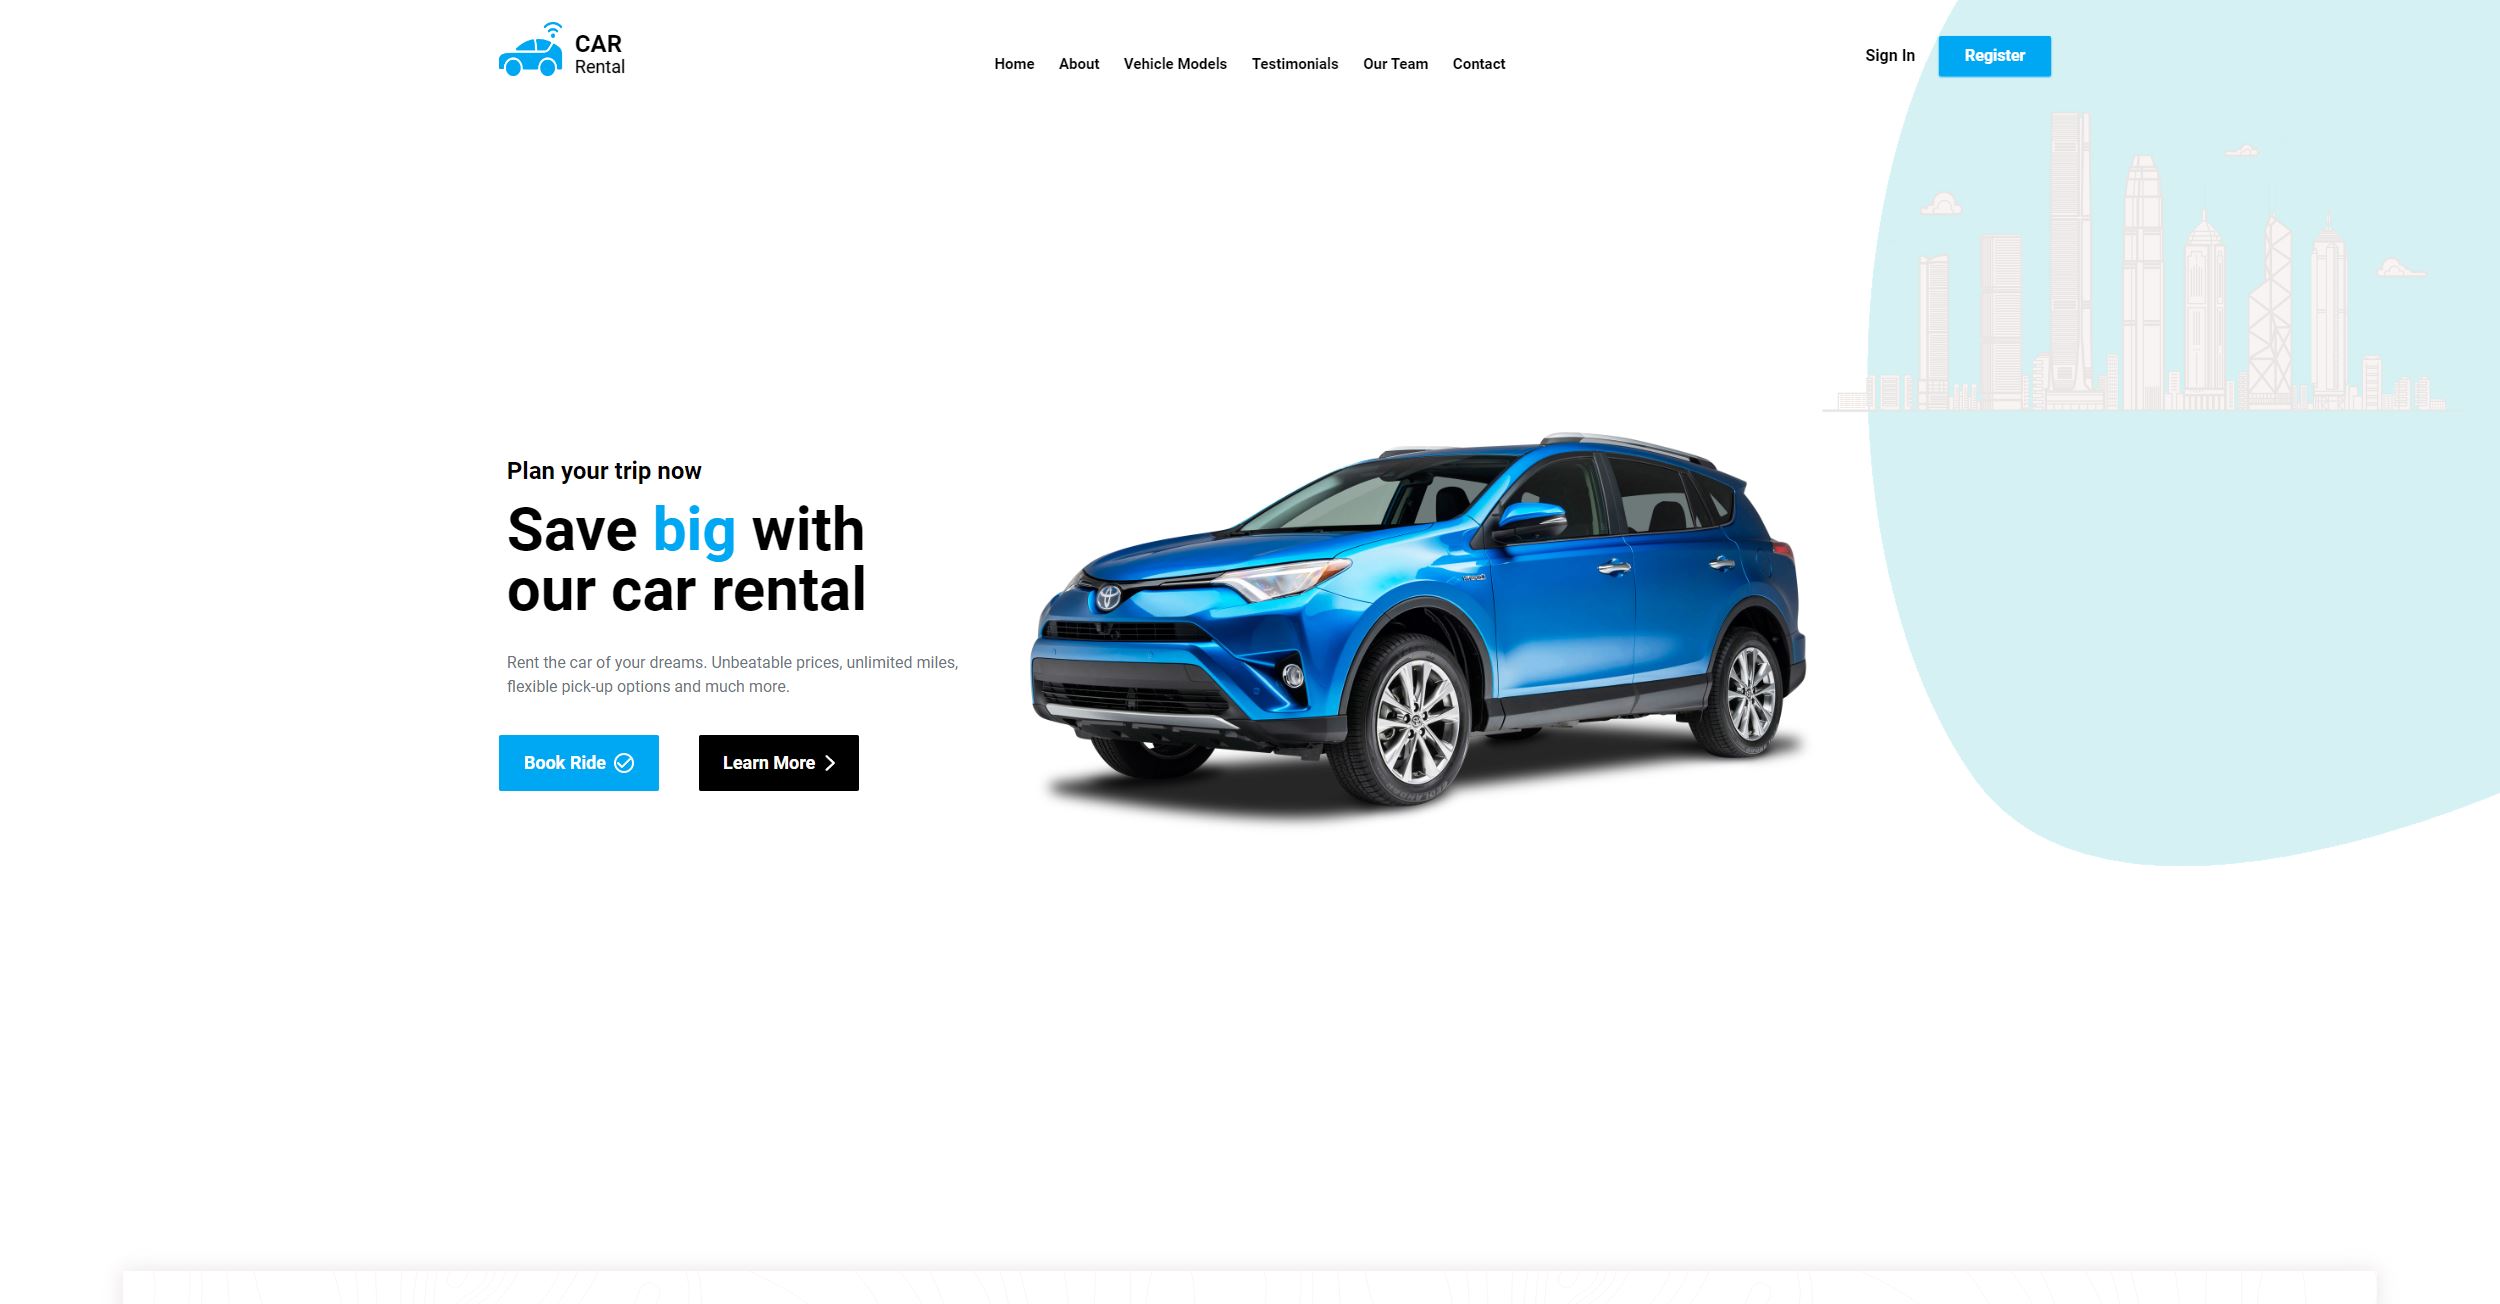 CAR
Rental
Home About Vehicle Models Testimonials Our Team Contact
Sign In Register
Plan your trip now
Save big with
our car rental
Rent the car of your dreams. Unbeatable prices, unlimited miles,
flexible pick-up options and much more.
Book Ride Learn More